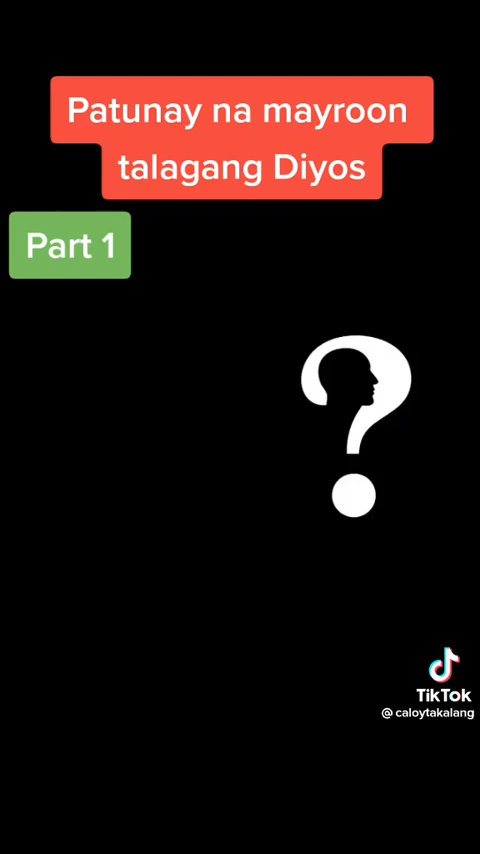 Patunay na mayroon
talagang Diyos
Part 1
TikTok
@ caloytakalang